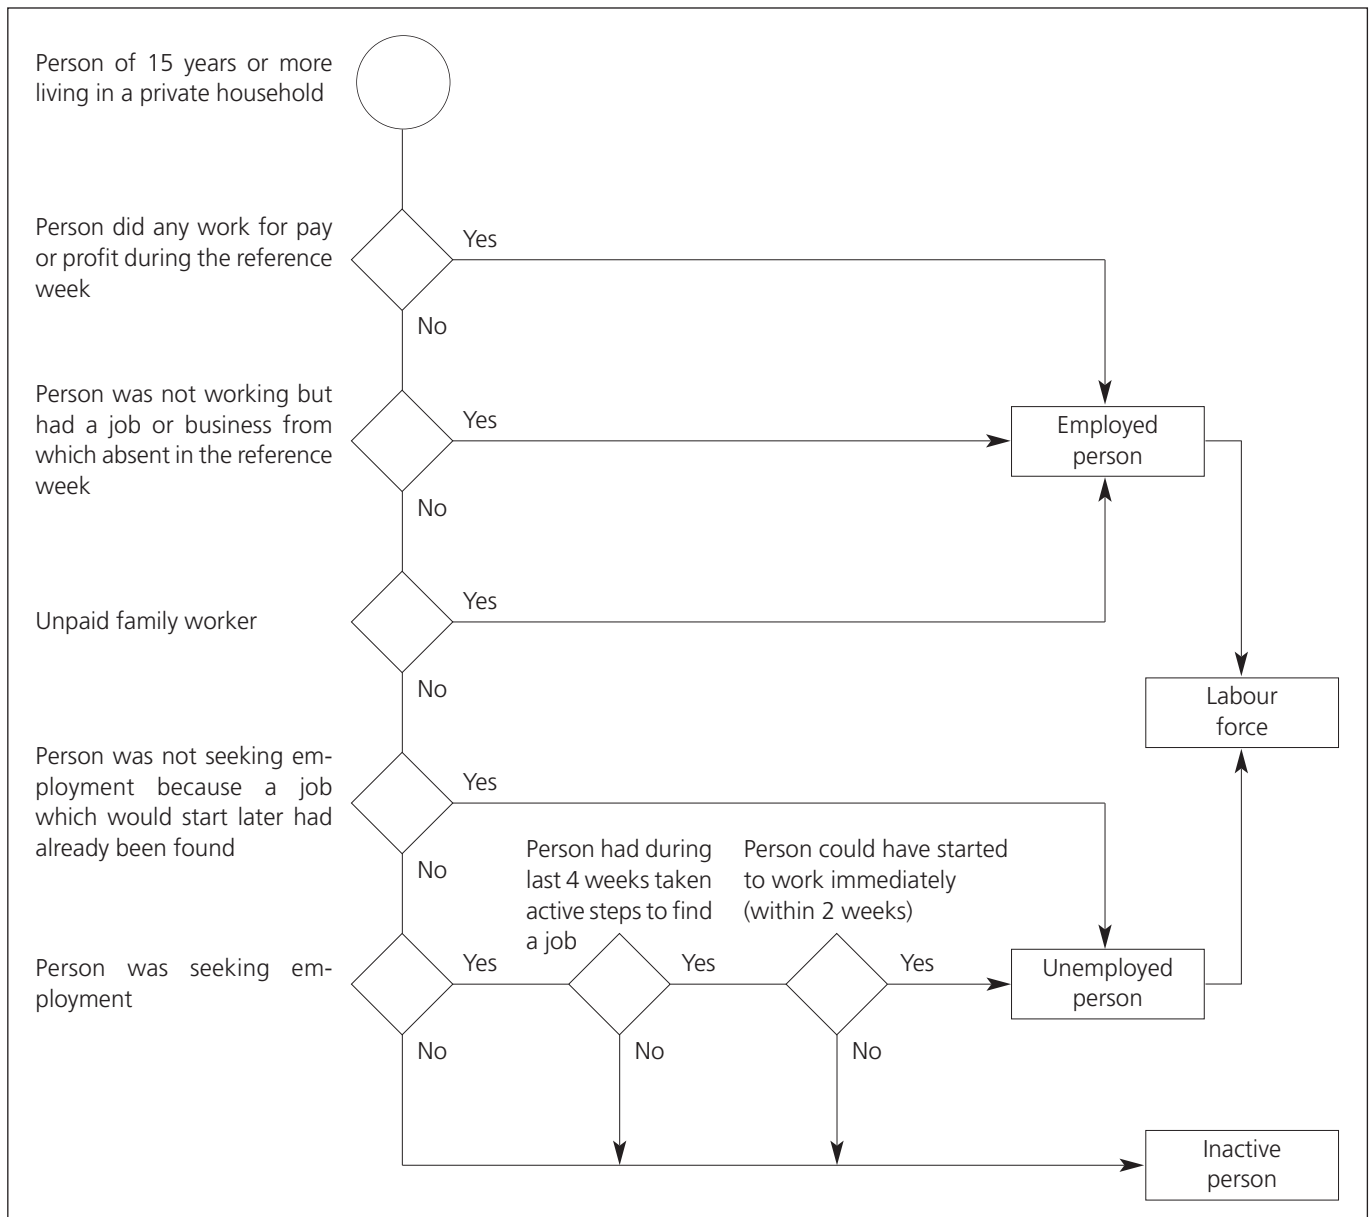 Person of 15 years or more
living in a private household
Person did any work for pay
or profit during the reference
week
Yes
No
Person was not working but
had a job or business from
which absent in the reference
week
Yes
No
Employed
person
Unpaid family worker
Yes
No
Labour
force
Person was not seeking em-
ployment because a job
which would start later had
already been found
Yes
No
Person had during
last 4 weeks taken
active steps to find
a job
Person could have started
to work immediately
(within 2 weeks)
Person was seeking em-
ployment
Yes
No
Yes
No
Yes
No
Unemployed
person
Inactive
person